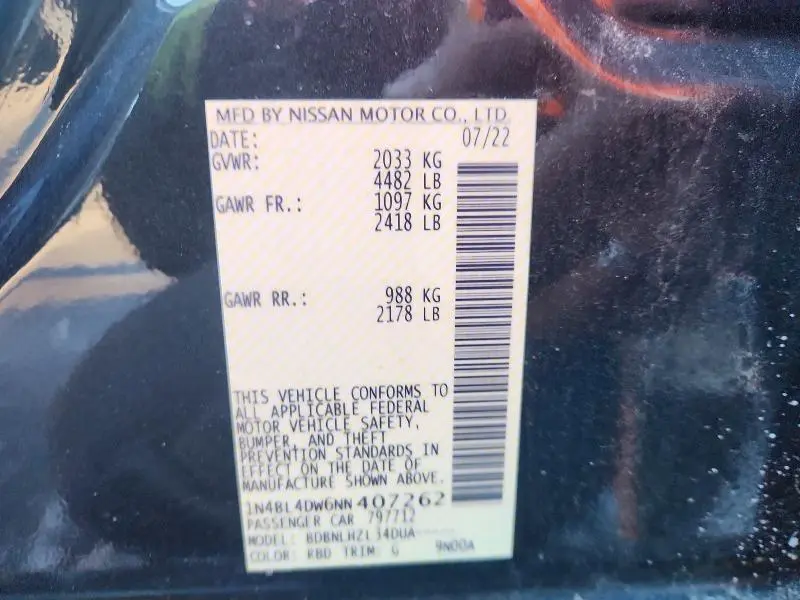 MFD BY NISSAN MOTOR CO., LTD.
DATE: 07/22
GVWR: 2033 KG
4482 LB
GAWR FR.: 1097 KG
2418 LB
GAWR RR.: 988 KG
2178 LB
THIS VEHICLE CONFORMS TO
ALL APPLICABLE FEDERAL
MOTOR VEHICLE SAFETY,
BUMPER, AND THEFT
PREVENTION STANDARDS IN
EFFECT ON THE DATE OF
MANUFACTURE SHOWN ABOVE.
1N4BL4DW6NN407262
PASSENGER CAR 797712
MODEL: BDBNLHZL34DUA-----
COLOR: RBD TRIM: G 9N00A